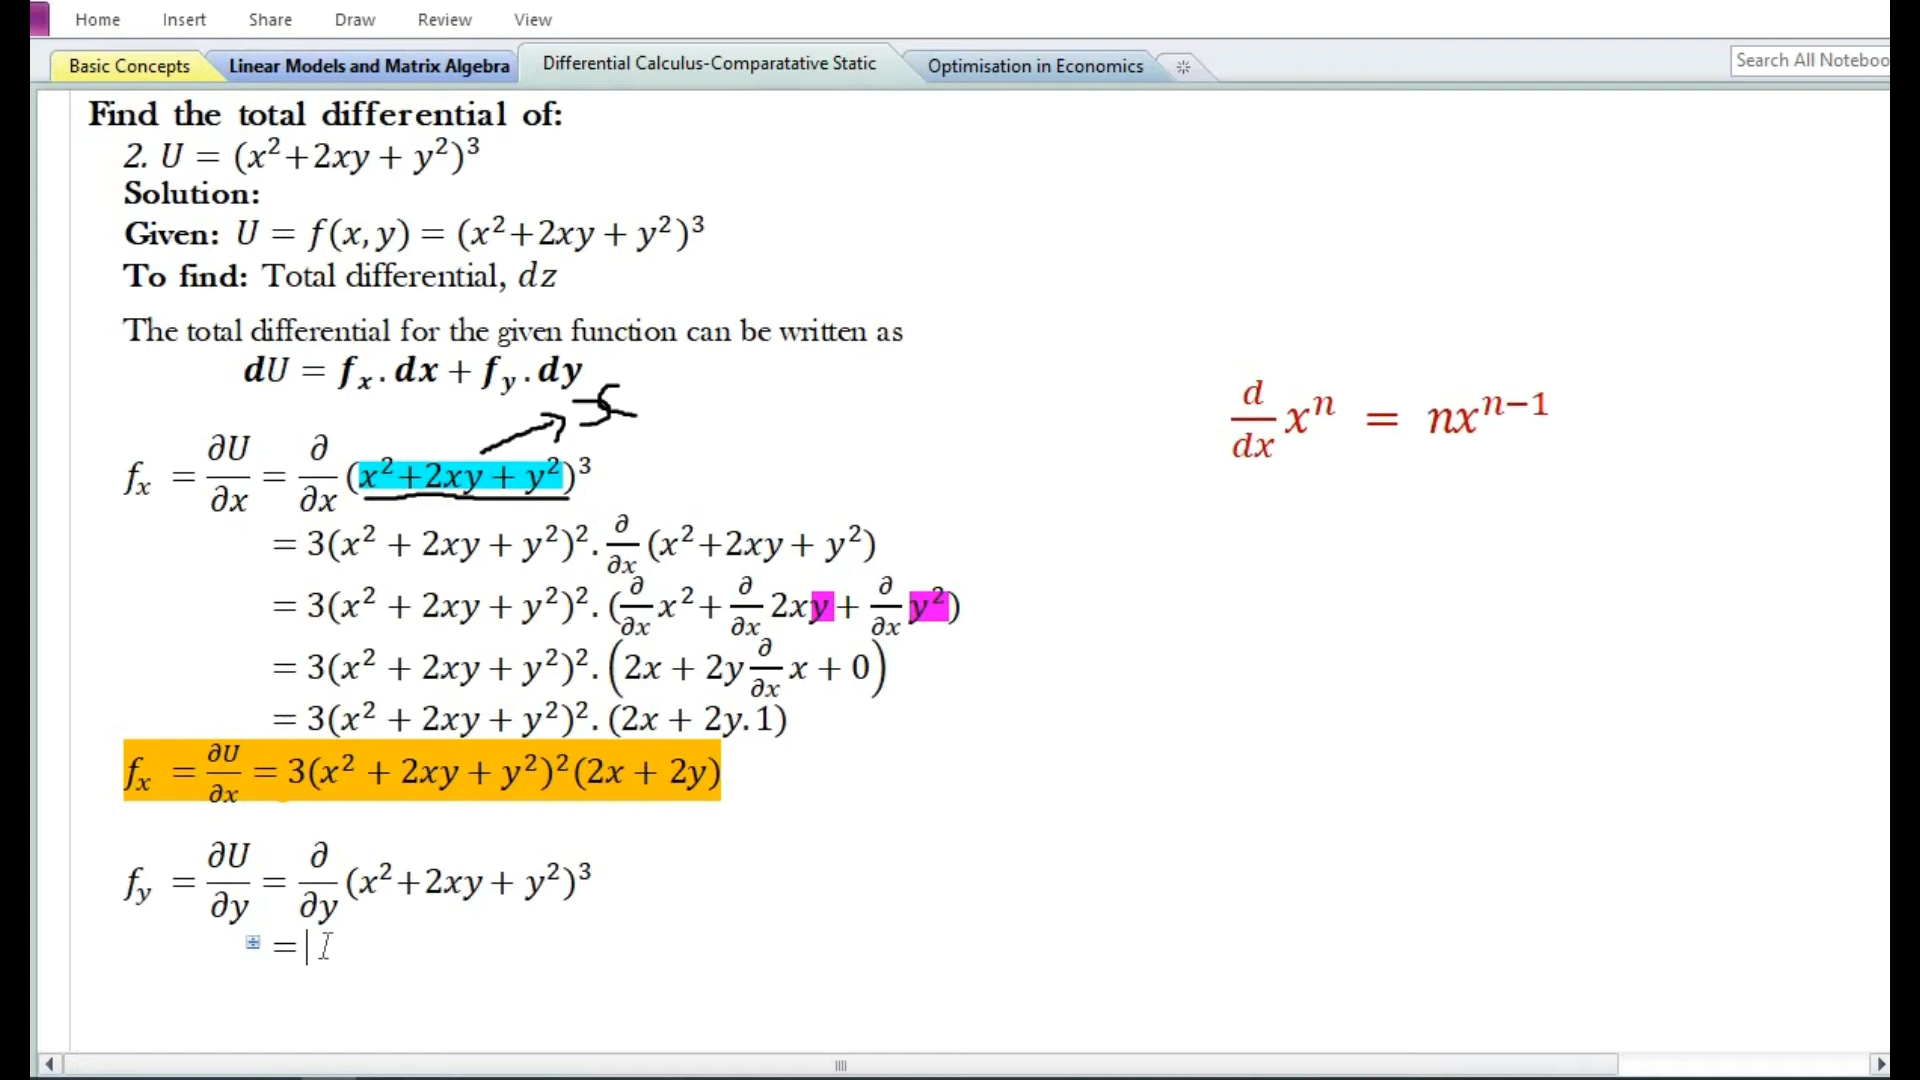 Home Insert Share Draw Review View
Basic Concepts Linear Models and Matrix Algebra Differential Calculus-Comparatative Static Optimisation in Economics Search All Noteboo
Find the total differential of:
2. U = (x²+2xy + y²)³
Solution:
Given: U = f(x, y) = (x²+2xy + y²)³
To find: Total differential, dz
The total differential for the given function can be written as
dU = fₓ. dx + f_y. dy
x
d/dx xⁿ = nxⁿ⁻¹
fₓ = ∂U/∂x = ∂/∂x (x²+2xy + y²)³
= 3(x² + 2xy + y²)². ∂/∂x (x²+2xy + y²)
= 3(x² + 2xy + y²)². (∂/∂x x²+ ∂/∂x 2xy+ ∂/∂x y²)
= 3(x² + 2xy + y²)². (2x + 2y ∂/∂x x + 0)
= 3(x² + 2xy + y²)². (2x + 2y. 1)
fₓ = ∂U/∂x = 3(x² + 2xy + y²)²(2x + 2y)
f_y = ∂U/∂y = ∂/∂y (x²+2xy + y²)³
=